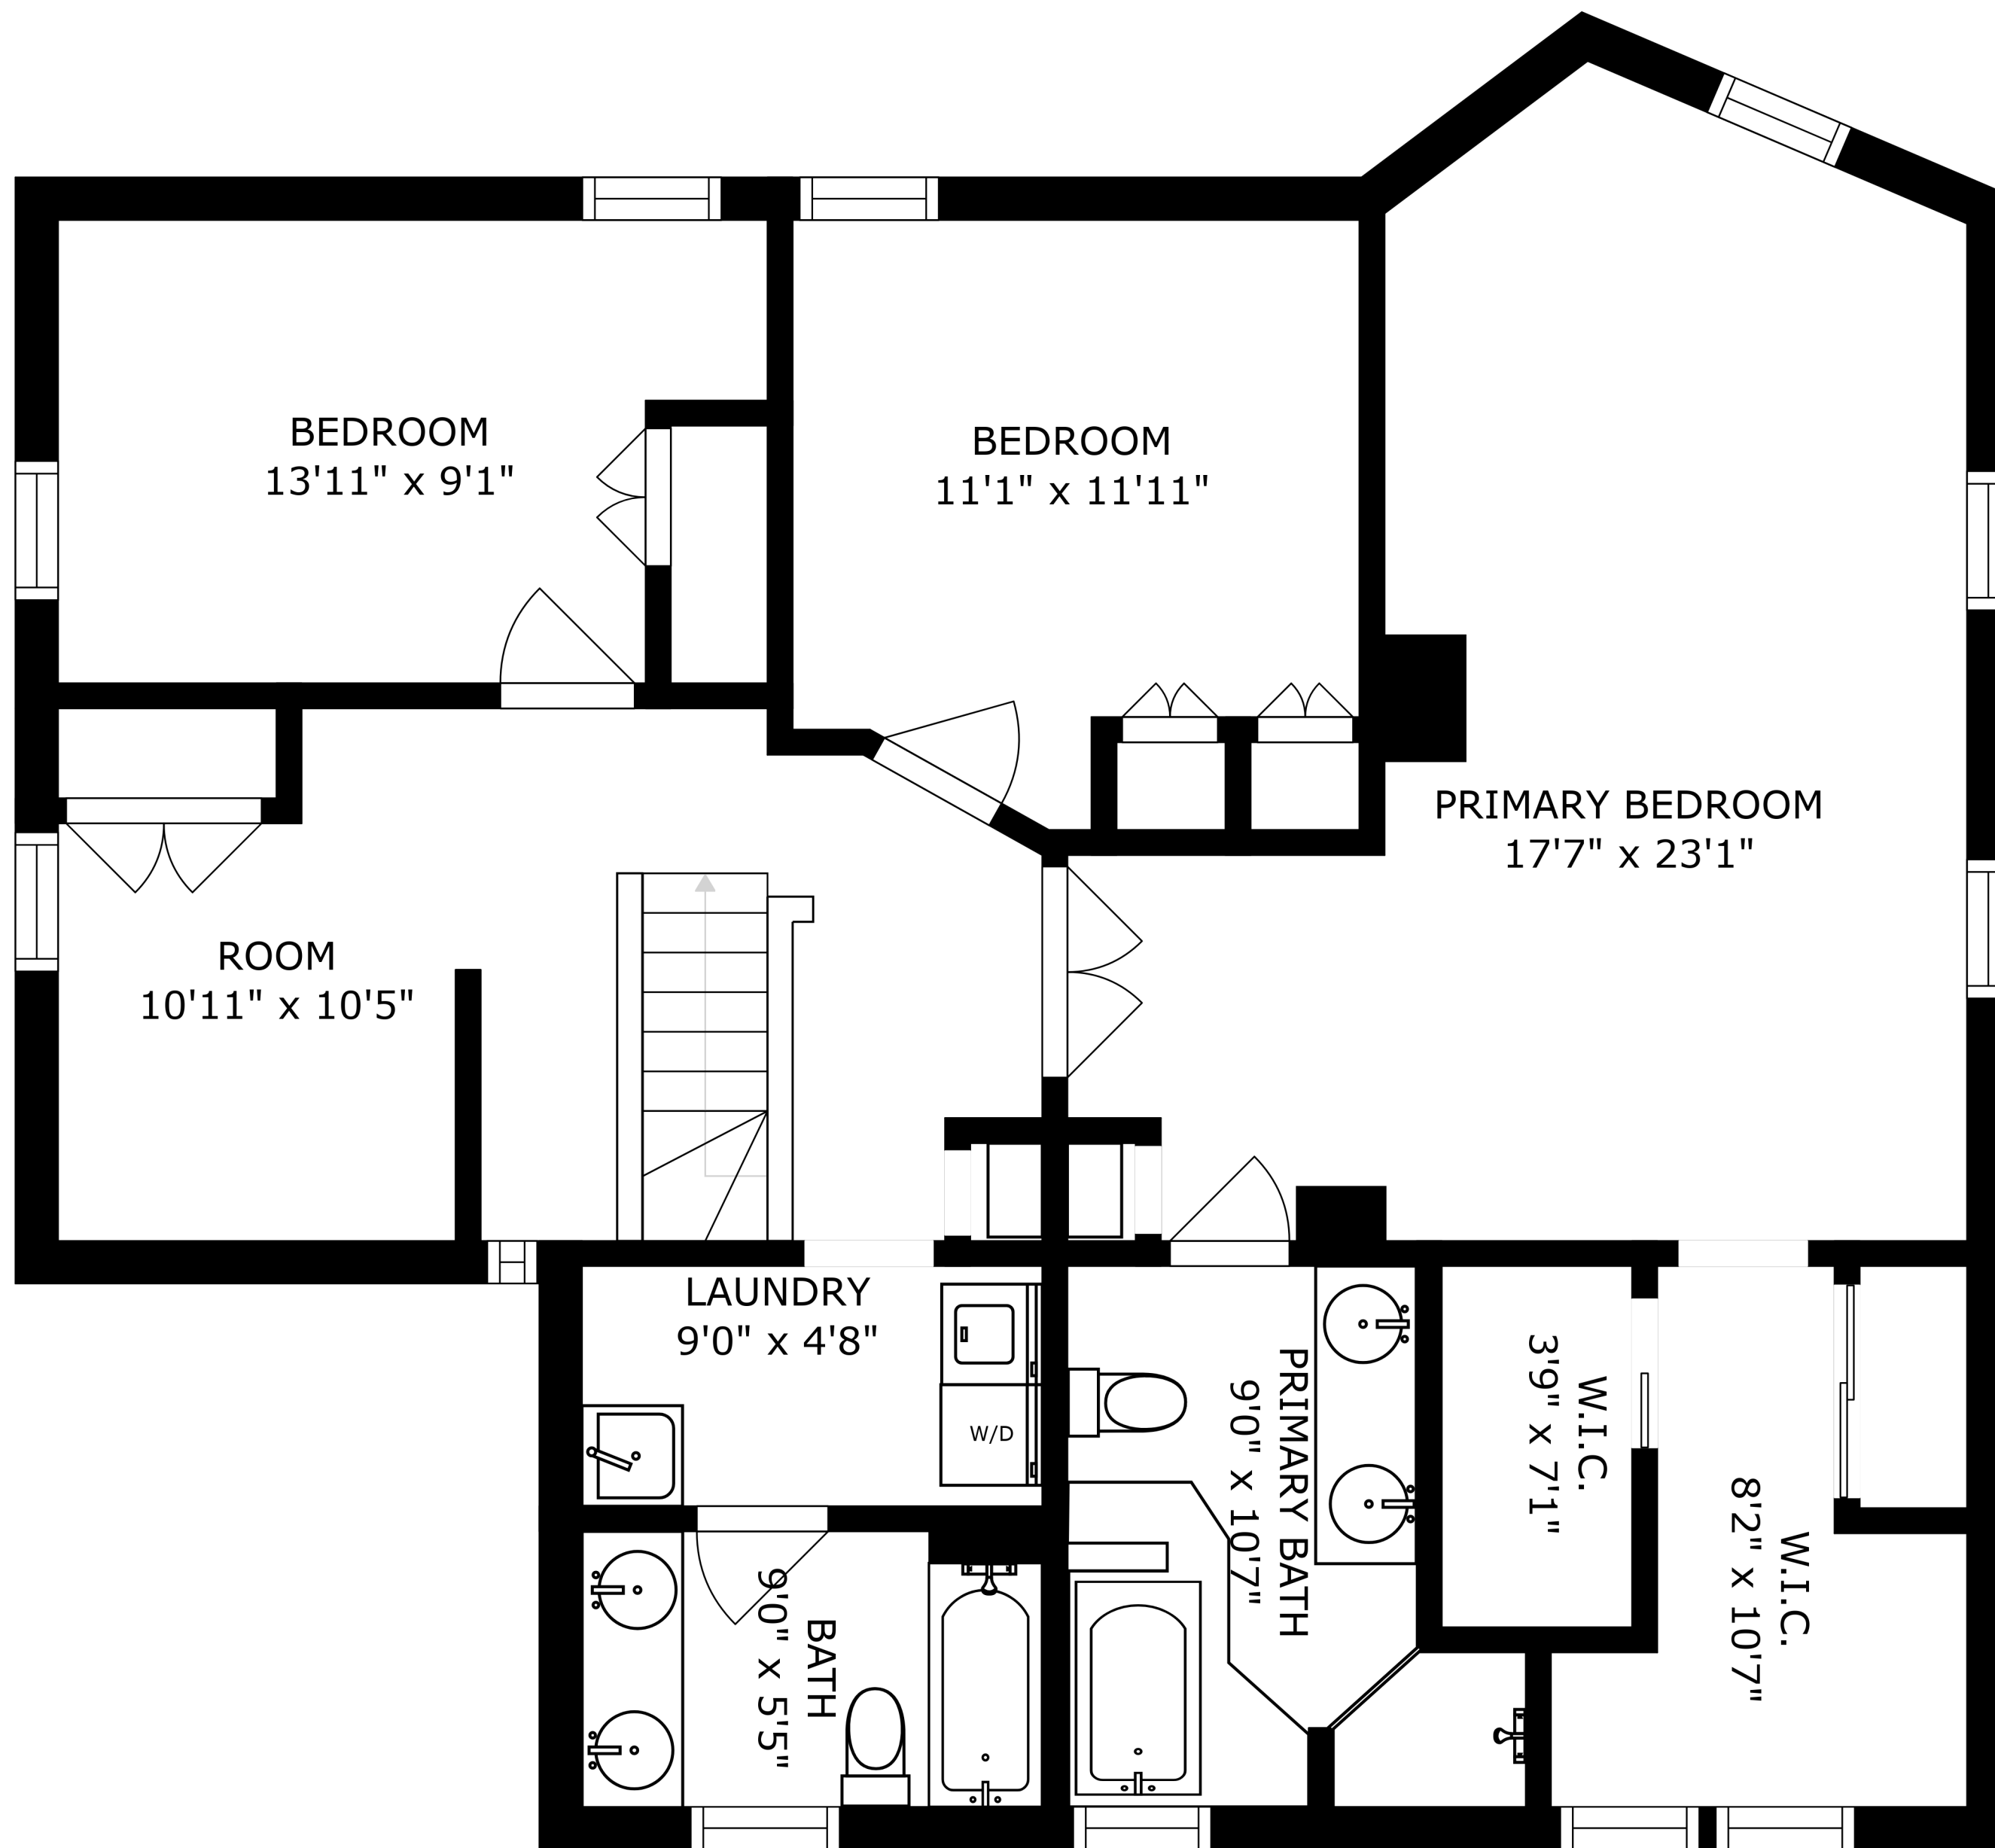 BEDROOM
13'11" x 9'1"
BEDROOM
11'1" x 11'11"
PRIMARY BEDROOM
17'7" x 23'1"
ROOM
10'11" x 10'5"
LAUNDRY
9'0" x 4'8"
W/D
PRIMARY BATH
9'0" x 10'7"
W.I.C.
3'9" x 7'1"
W.I.C.
8'2" x 10'7"
BATH
9'0" x 5'5"